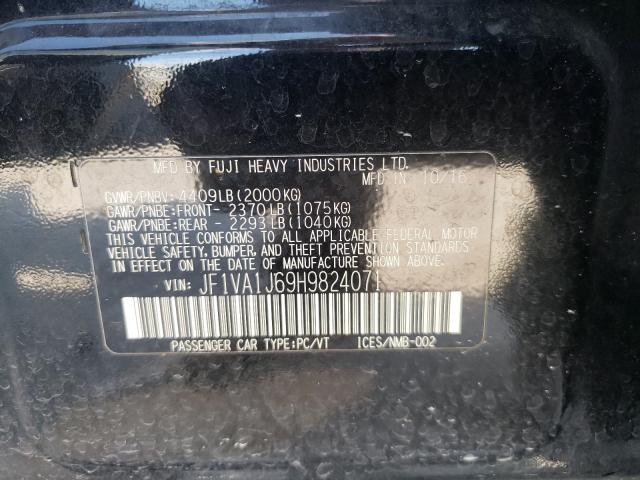 MFD BY FUJI HEAVY INDUSTRIES LTD.
MFD IN 10/16
GVWR/PNBV: 4409LB(2000KG)
GAWR/PNBE:FRONT- 2370LB(1075KG)
GAWR/PNBE:REAR - 2293LB(1040KG)
THIS VEHICLE CONFORMS TO ALL APPLICABLE FEDERAL MOTOR
VEHICLE SAFETY, BUMPER, AND THEFT PREVENTION STANDARDS
IN EFFECT ON THE DATE OF MANUFACTURE SHOWN ABOVE.
VIN: JF1VA1J69H9824071
PASSENGER CAR TYPE:PC/VT ICES/NMB-002